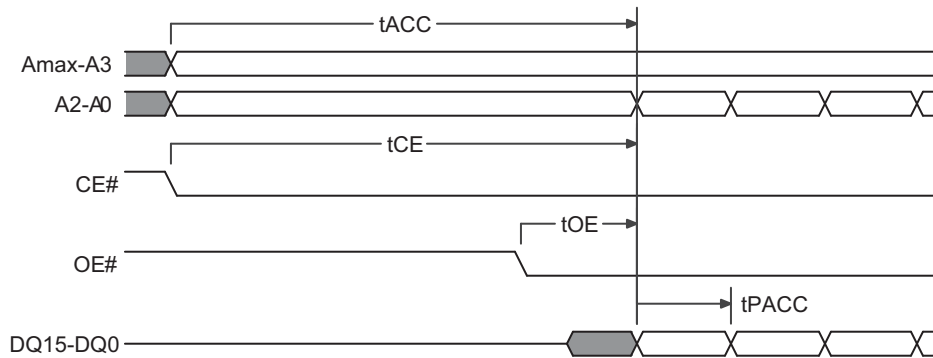 tACC
Amax-A3
A2-A0
tCE
CE#
tOE
OE#
tPACC
DQ15-DQ0